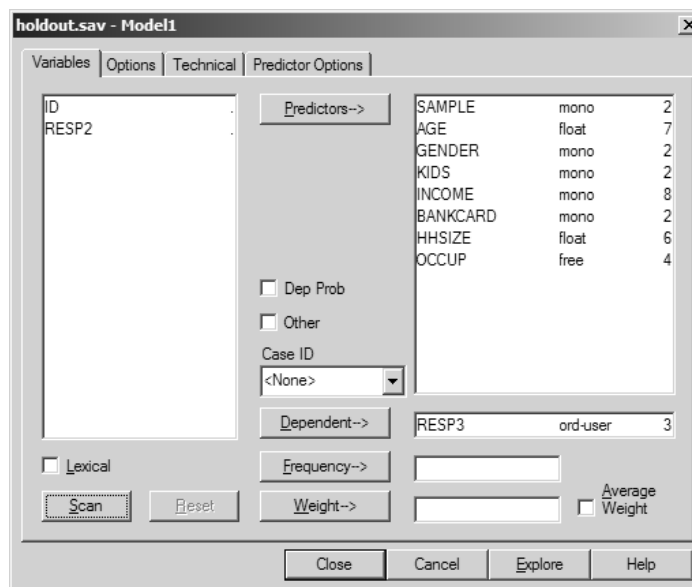 holdout.sav - Model1
Variables Options Technical Predictor Options
ID .
RESP2 .
Predictors-->
SAMPLE mono 2
AGE float 7
GENDER mono 2
KIDS mono 2
INCOME mono 8
BANKCARD mono 2
HHSIZE float 6
OCCUP free 4
Dep Prob
Other
Case ID
<None>
Dependent-->
RESP3 ord-user 3
Lexical
Frequency-->
Scan Reset Weight-->
Average
Weight
Close Cancel Explore Help